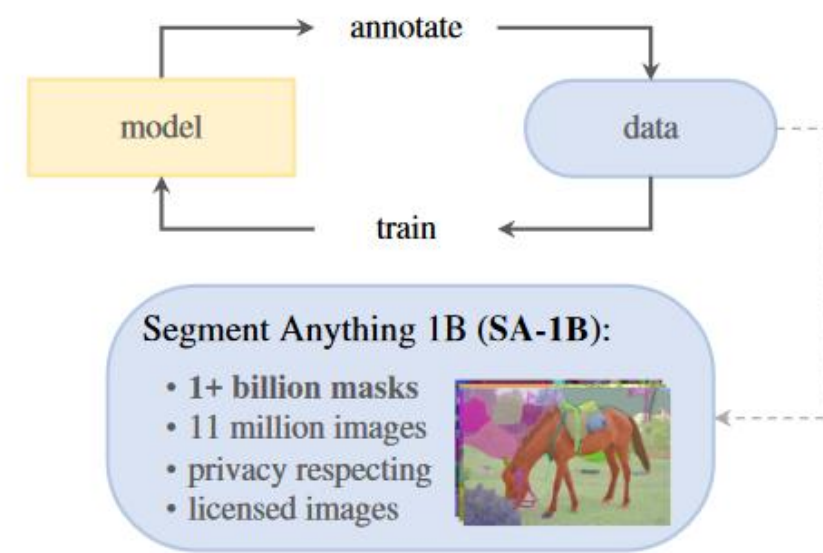 annotate
model
data
train
Segment Anything 1B (SA-1B):
• 1+ billion masks
• 11 million images
• privacy respecting
• licensed images